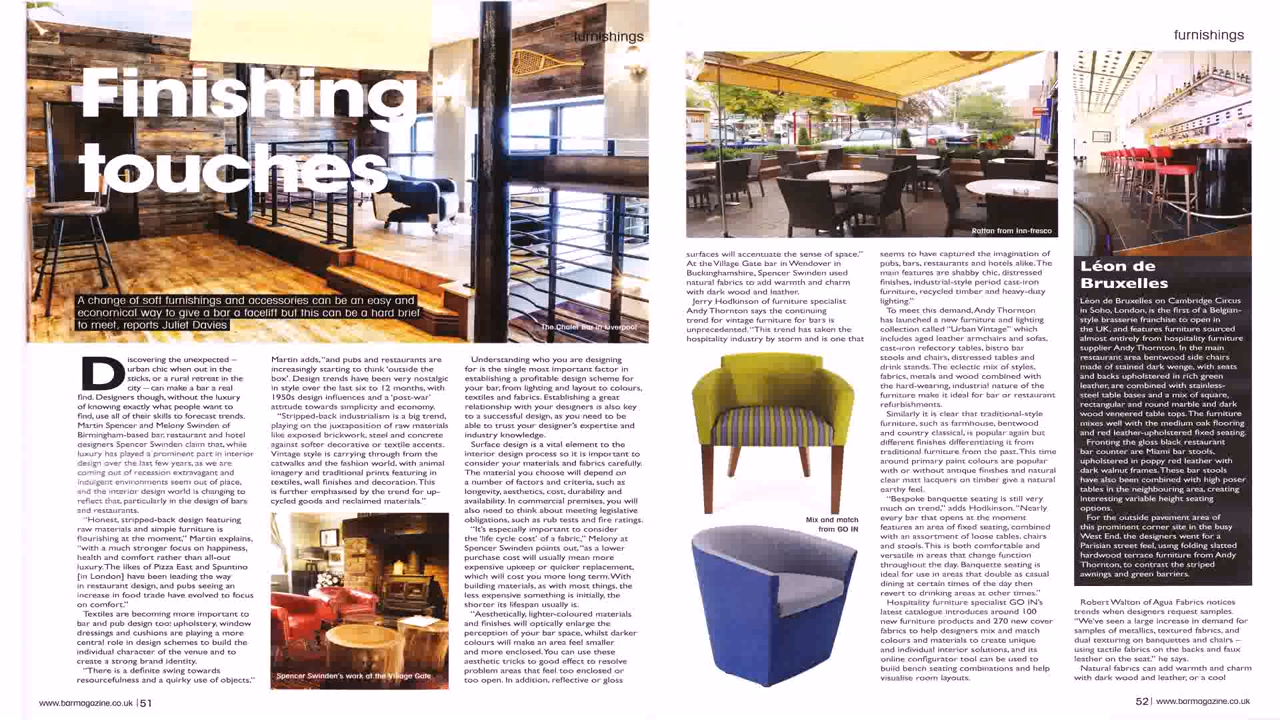 furnishings
Finishing
touches
A change of soft furnishings and accessories can be an easy and
economical way to give a bar a facelift but this can be a hard brief
to meet, reports Juliet Davies
The Chalet Bar in Liverpool
Discovering the unexpected –
urban chic when out in the
sticks, or a rural retreat in the
city – can make a bar a real
find. Designers though, without the luxury
of knowing exactly what people want to
find, use all of their skills to forecast trends.
Martin Spencer and Melony Swinden of
Birmingham-based bar, restaurant and hotel
designers Spencer Swinden claim that, while
luxury has played a prominent part in interior
design over the last few years, as we are
coming out of recession extravagant and
indulgent environments seem out of place,
and the interior design world is changing to
reflect that, particularly in the design of bars
and restaurants.
"Honest, stripped-back design featuring
raw materials and simple furniture is
flourishing at the moment," Martin explains,
"with a much stronger focus on happiness,
health and comfort rather than all-out
luxury. The likes of Pizza East and Spuntino
[in London] have been leading the way
in restaurant design, and pubs seeing an
increase in food trade have evolved to focus
on comfort."
Textiles are becoming more important to
bar and pub design too: upholstery, window
dressings and cushions are playing a more
central role in design schemes to build the
individual character of the venue and to
create a strong brand identity.
"There is a definite swing towards
resourcefulness and a quirky use of objects."
Martin adds, "and pubs and restaurants are
increasingly starting to think 'outside the
box'. Design trends have been very nostalgic
in style over the last six to 12 months, with
1950s design influences and a 'post-war'
attitude towards simplicity and economy.
"Stripped-back industrialism is a big trend,
playing on the juxtaposition of raw materials
like exposed brickwork, steel and concrete
against softer decorative or textile accents.
Vintage style is carrying through from the
catwalks and the fashion world, with animal
imagery and traditional prints featuring in
textiles, wall finishes and decoration. This
is further emphasised by the trend for up-
cycled goods and reclaimed materials."
Spencer Swinden's work at the Village Gate
Understanding who you are designing
for is the single most important factor in
establishing a profitable design scheme for
your bar, from lighting and layout to colours,
textiles and fabrics. Establishing a great
relationship with your designers is also key
to a successful design, as you need to be
able to trust your designer's expertise and
industry knowledge.
Surface design is a vital element to the
interior design process so it is important to
consider your materials and fabrics carefully.
The material you choose will depend on
a number of factors and criteria, such as
longevity, aesthetics, cost, durability and
availability. In commercial premises, you will
also need to think about meeting legislative
obligations, such as rub tests and fire ratings.
"It's especially important to consider
the 'life cycle cost' of a fabric," Melony at
Spencer Swinden points out, "as a lower
purchase cost will usually mean more
expensive upkeep or quicker replacement,
which will cost you more long term. With
building materials, as with most things, the
less expensive something is initially, the
shorter its lifespan usually is.
"Aesthetically, lighter-coloured materials
and finishes will optically enlarge the
perception of your bar space, whilst darker
colours will make an area feel smaller
and more enclosed. You can use these
aesthetic tricks to good effect to resolve
problem areas that feel too enclosed or
too open. In addition, reflective or gloss
www.barmagazine.co.uk | 51
furnishings
Rattan from Inn-fresco
surfaces will accentuate the sense of space."
At the Village Gate bar in Wendover in
Buckinghamshire, Spencer Swinden used
natural fabrics to add warmth and charm
with dark wood and leather.
Jerry Hodkinson of furniture specialist
Andy Thornton says the continuing
trend for vintage furniture for bars is
unprecedented. "This trend has taken the
hospitality industry by storm and is one that
Mix and match
from GO IN
seems to have captured the imagination of
pubs, bars, restaurants and hotels alike. The
main features are shabby chic, distressed
finishes, industrial-style period cast-iron
furniture, recycled timber and heavy-duty
lighting."
To meet this demand, Andy Thornton
has launched a new furniture and lighting
collection called "Urban Vintage" which
includes aged leather armchairs and sofas,
cast-iron refectory tables, bistro bar
stools and chairs, distressed tables and
drink stands. The eclectic mix of styles,
fabrics, metals and wood combined with
the hard-wearing, industrial nature of the
furniture make it ideal for bar or restaurant
refurbishments.
Similarly it is clear that traditional-style
furniture, such as farmhouse, bentwood
and country classical, is popular again but
different finishes differentiating it from
traditional furniture from the past. This time
around primary paint colours are popular
with or without antique finishes and natural
clear matt lacquers on timber give a natural
earthy feel.
"Bespoke banquette seating is still very
much on trend," adds Hodkinson. "Nearly
every bar that opens at the moment
features an area of fixed seating, combined
with an assortment of loose tables, chairs
and stools. This is both comfortable and
versatile in areas that change function
throughout the day. Banquette seating is
ideal for use in areas that double as casual
dining at certain times of the day then
revert to drinking areas at other times."
Hospitality furniture specialist GO IN's
latest catalogue introduces around 100
new furniture products and 270 new cover
fabrics to help designers mix and match
colours and materials to create unique
and individual interior solutions, and its
online configurator tool can be used to
build bench seating combinations and help
visualise room layouts.
Léon de
Bruxelles
Léon de Bruxelles on Cambridge Circus
in Soho, London, is the first of a Belgian-
style brasserie franchise to open in
the UK, and features furniture sourced
almost entirely from hospitality furniture
supplier Andy Thornton. In the main
restaurant area bentwood side chairs
made of stained dark wenge, with seats
and backs upholstered in rich green
leather, are combined with stainless-
steel table bases and a mix of square,
rectangular and round marble and dark
wood veneered table tops. The furniture
mixes well with the medium oak flooring
and red leather-upholstered fixed seating.
Fronting the gloss black restaurant
bar counter are Miami bar stools,
upholstered in poppy red leather with
dark walnut frames. These bar stools
have also been combined with high poser
tables in the neighbouring area, creating
interesting variable height seating
options.
For the outside pavement area of
this prominent corner site in the busy
West End, the designers went for a
Parisian street feel, using folding slatted
hardwood terrace furniture from Andy
Thornton, to contrast the striped
awnings and green barriers.
Robert Walton of Agua Fabrics notices
trends when designers request samples.
"We've seen a large increase in demand for
samples of metallics, textured fabrics, and
dual texturing on banquettes and chairs –
using tactile fabrics on the backs and faux
leather on the seat," he says.
Natural fabrics can add warmth and charm
with dark wood and leather, or a cool
52 | www.barmagazine.co.uk